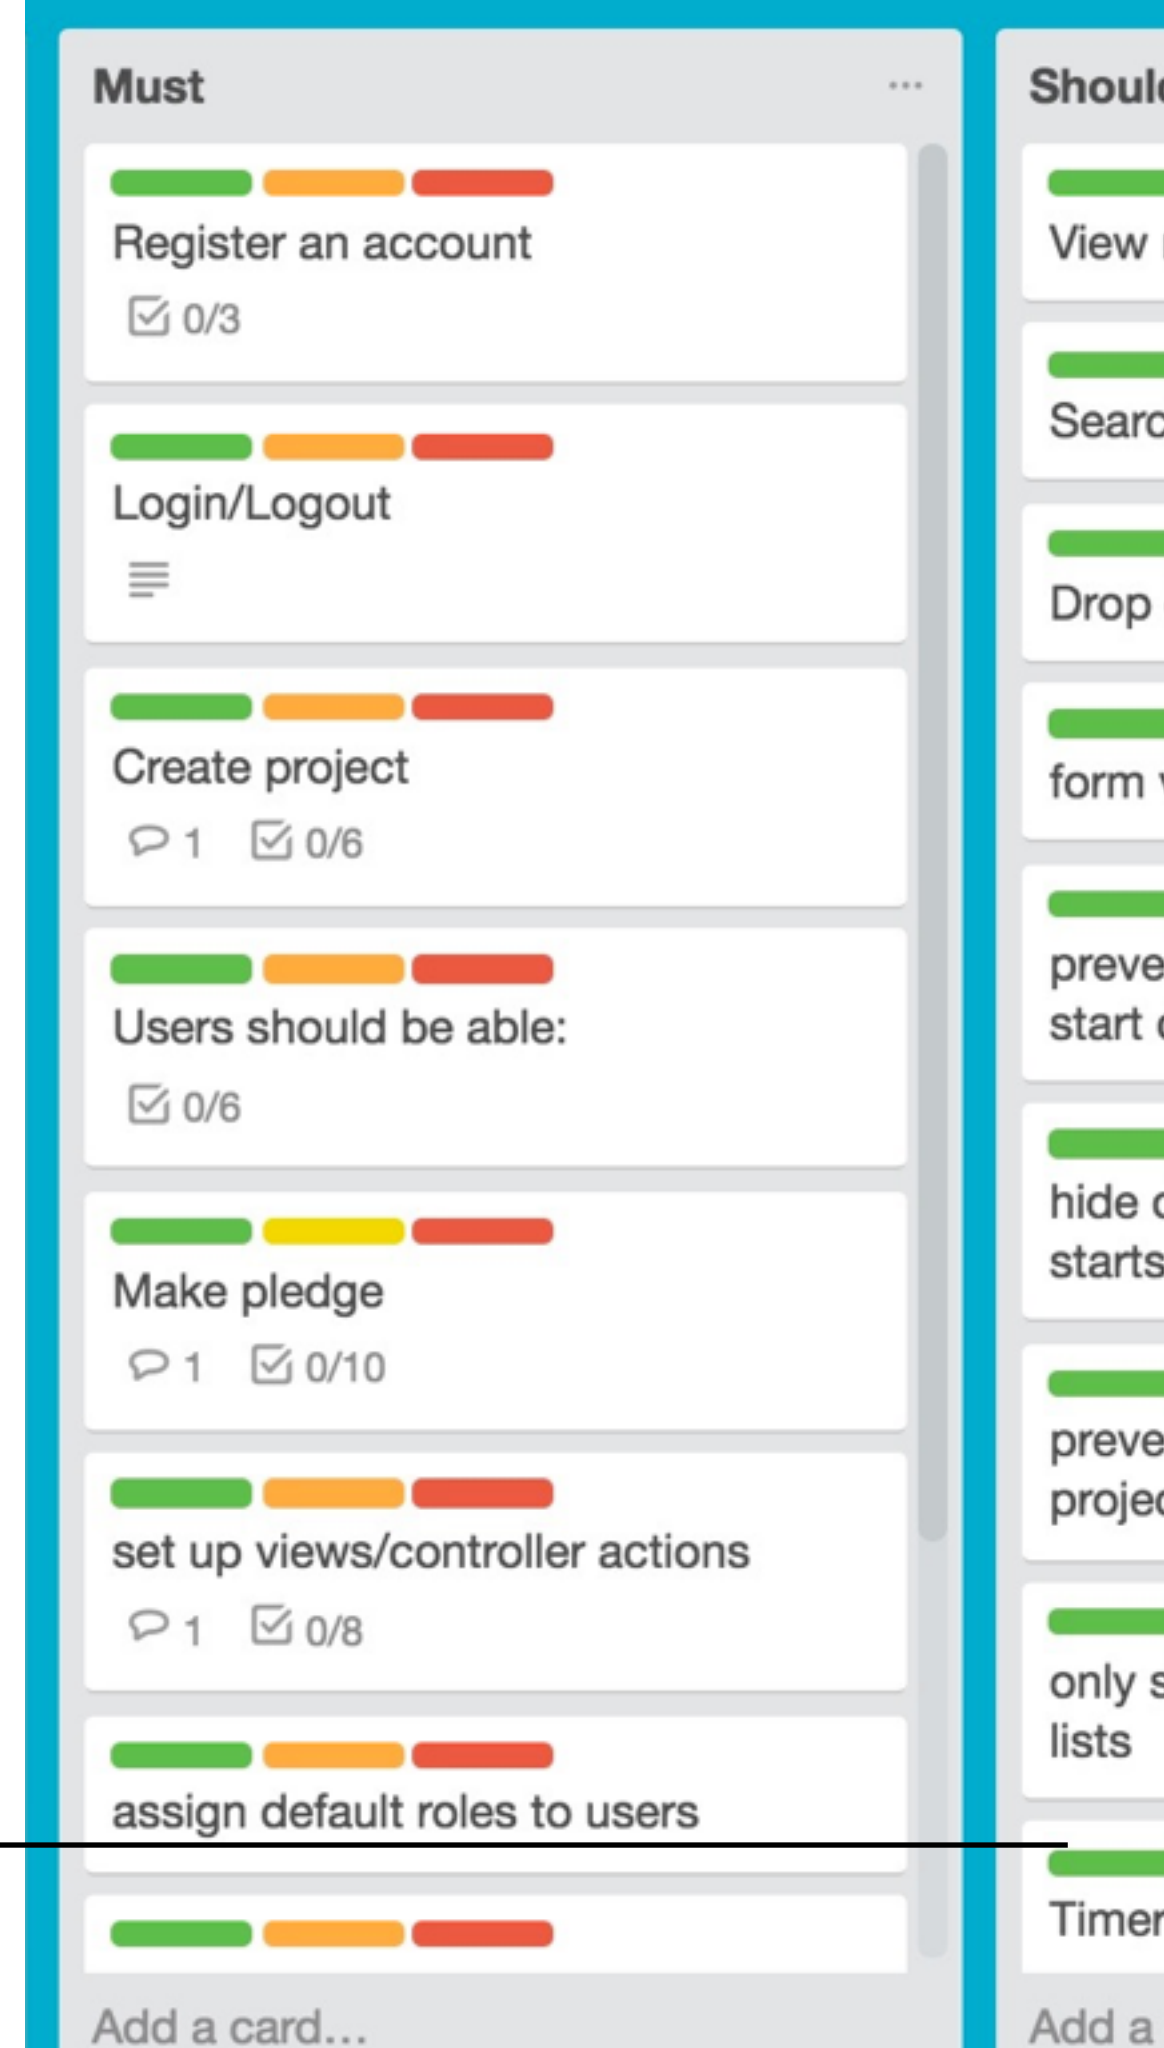 Must
Register an account
0/3
Login/Logout
Create project
1 0/6
Users should be able:
0/6
Make pledge
1 0/10
set up views/controller actions
1 0/8
assign default roles to users
Add a card...
View
Drop
form
start
hide
starts
only
lists
Add a